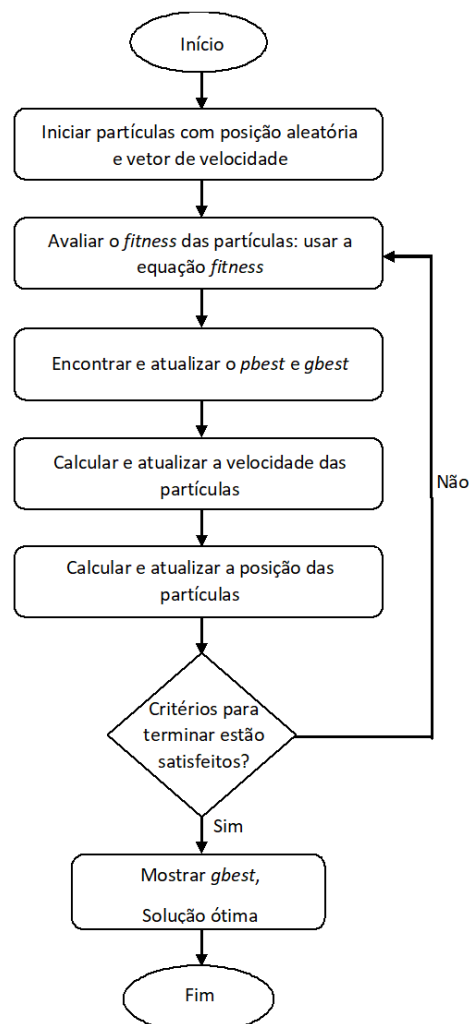 Início
Iniciar partículas com posição aleatória
e vetor de velocidade
Avaliar o fitness das partículas: usar a
equação fitness
Encontrar e atualizar o pbest e gbest
Calcular e atualizar a velocidade das
partículas
Não
Calcular e atualizar a posição das
partículas
Critérios para
terminar estão
satisfeitos?
Sim
Mostrar gbest,
Solução ótima
Fim